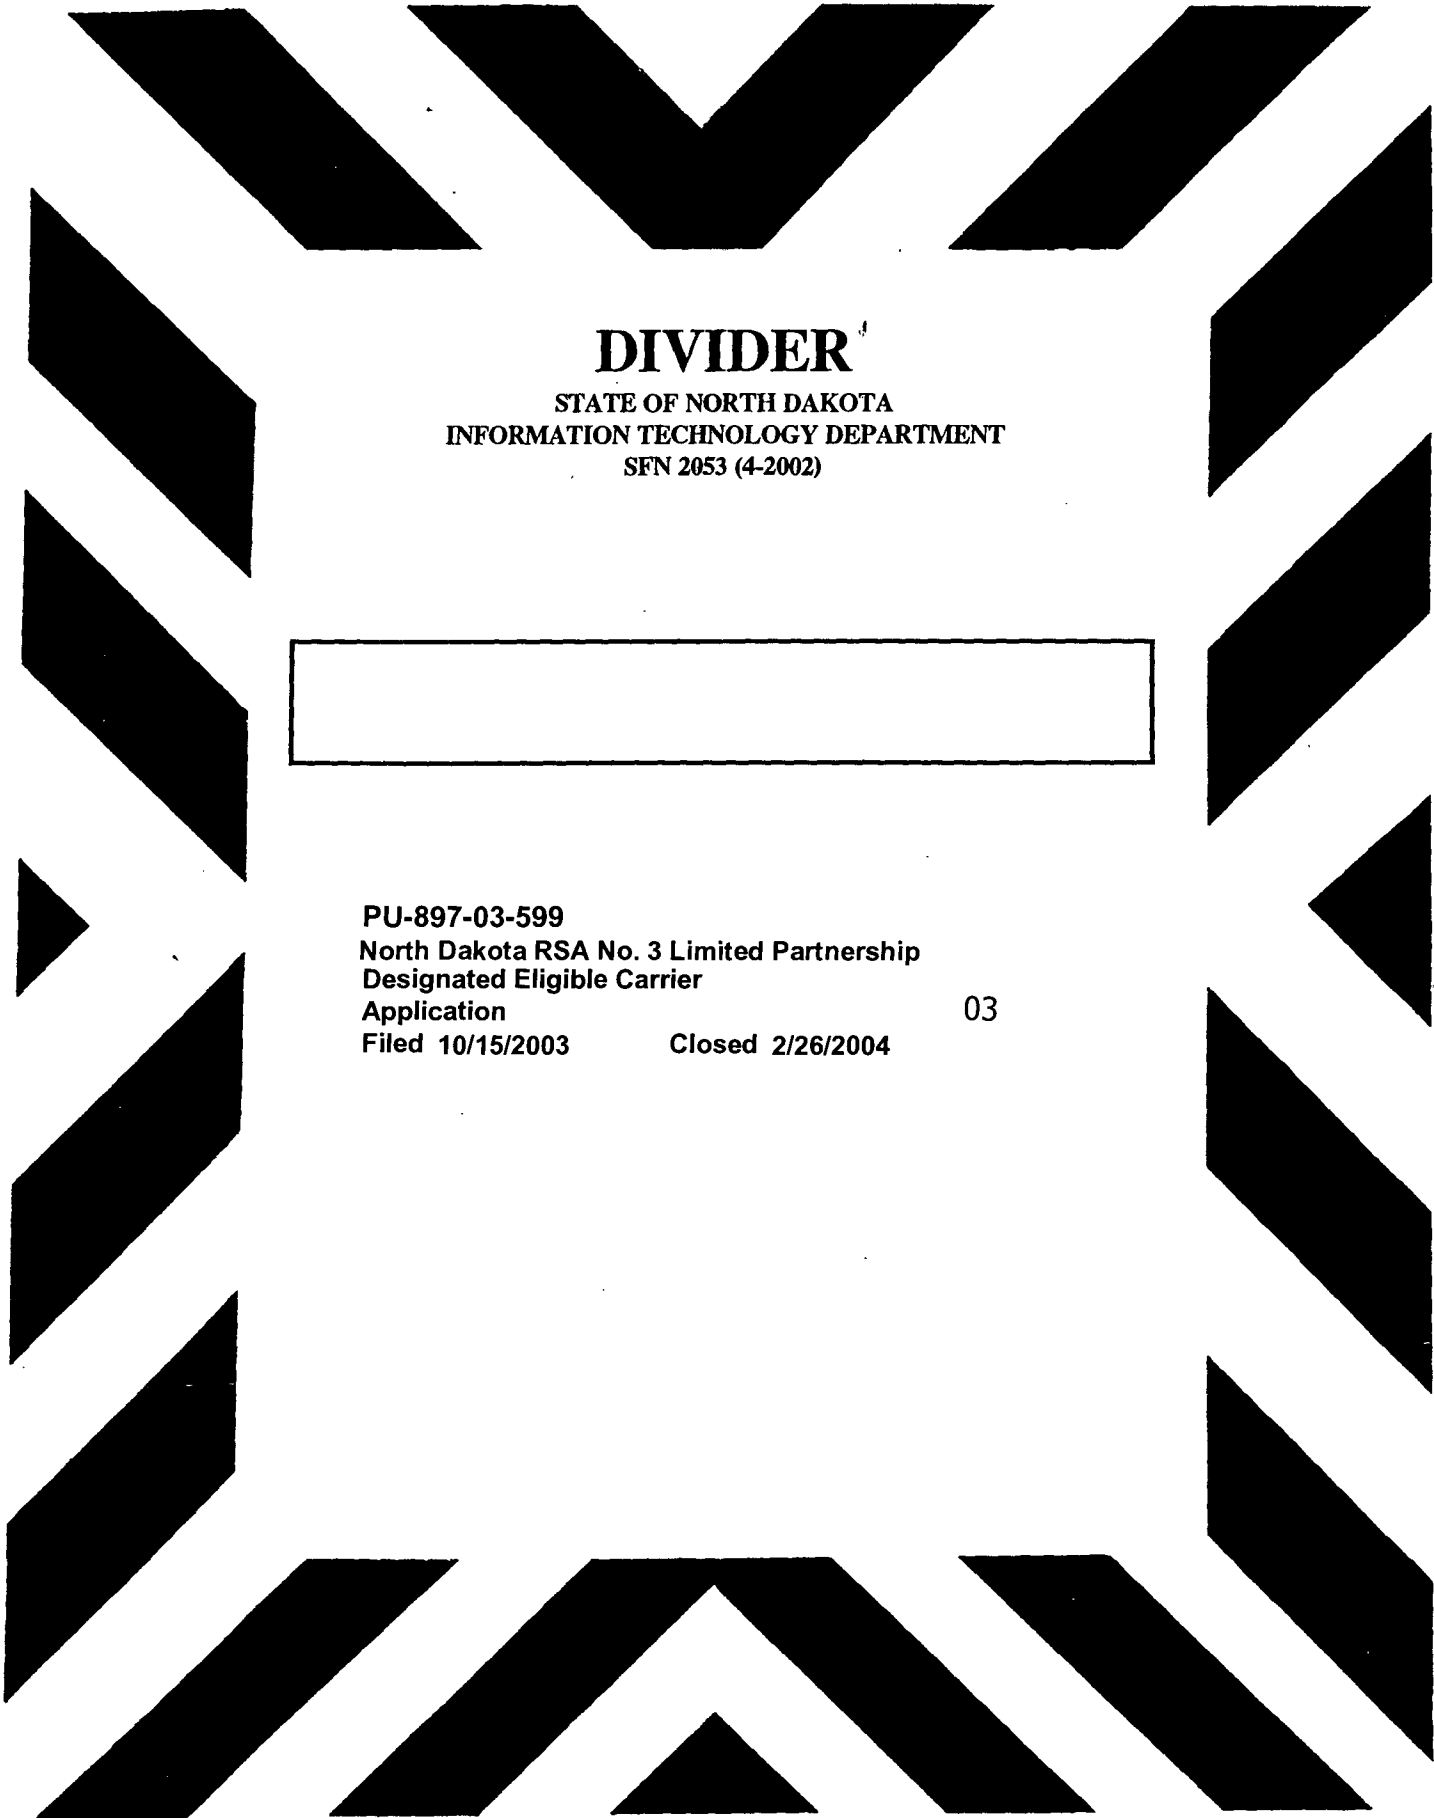 DIVIDER
STATE OF NORTH DAKOTA
INFORMATION TECHNOLOGY DEPARTMENT
SFN 2053 (4-2002)
PU-897-03-599
North Dakota RSA No. 3 Limited Partnership
Designated Eligible Carrier
Application 03
Filed 10/15/2003 Closed 2/26/2004